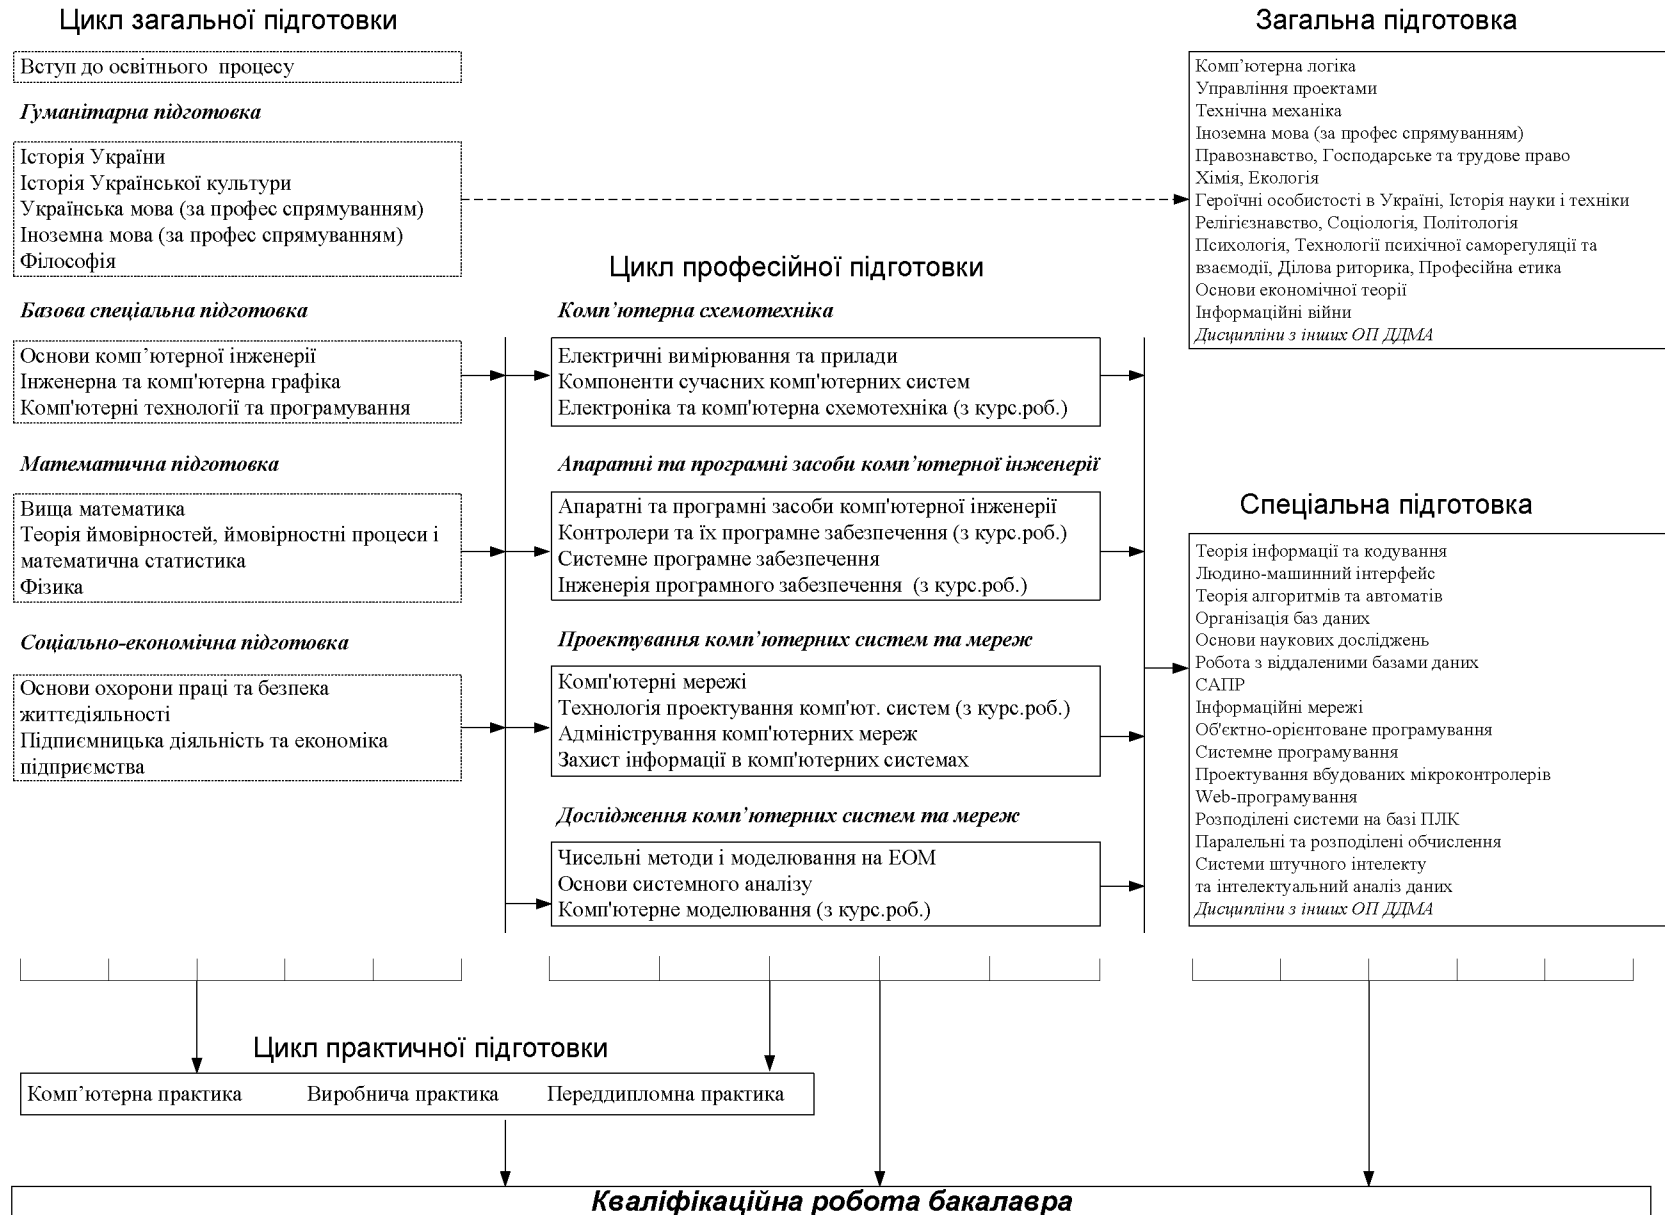 Цикл загальної підготовки
Вступ до освітнього процесу
Гуманітарна підготовка
Історія України
Історія Української культури
Українська мова (за профес спрямуванням)
Іноземна мова (за профес спрямуванням)
Філософія
Базова спеціальна підготовка
Основи комп’ютерної інженерії
Інженерна та комп'ютерна графіка
Комп'ютерні технології та програмування
Математична підготовка
Вища математика
Теорія ймовірностей, ймовірностні процеси і
математична статистика
Фізика
Соціально-економічна підготовка
Основи охорони праці та безпека
життєдіяльності
Підписмницька діяльність та економіка
підприємства
Цикл професійної підготовки
Комп’ютерна схемотехніка
Електричні вимірювання та прилади
Компоненти сучасних комп'ютерних систем
Електроніка та комп'ютерна схемотехніка (з курс.роб.)
Апаратні та програмні засоби комп’ютерної інженерії
Апаратні та програмні засоби комп'ютерної інженерії
Контролери та їх програмне забезпечення (з курс.роб.)
Системне програмне забезпечення
Інженерія програмного забезпечення (з курс.роб.)
Проектування комп’ютерних систем та мереж
Комп'ютерні мережі
Технологія проектування комп'ют. систем (з курс.роб.)
Адміністрування комп'ютерних мереж
Захист інформації в комп'ютерних системах
Дослідження комп’ютерних систем та мереж
Чисельні методи і моделювання на ЕОМ
Основи системного аналізу
Комп'ютерне моделювання (з курс.роб.)
Загальна підготовка
Комп’ютерна логіка
Управління проектами
Технічна механіка
Іноземна мова (за профес спрямуванням)
Правознавство, Господарське та трудове право
Хімія, Екологія
Героїчні особистості в Україні, Історія науки і техніки
Релігієзнавство, Соціологія, Політологія
Психологія, Технології психічної саморегуляції та
взаємодії, Ділова риторика, Професійна етика
Основи економічної теорії
Інформаційні війни
Дисципліни з інших ОП ДДМА
Спеціальна підготовка
Теорія інформації та кодування
Людино-машинний інтерфейс
Теорія алгоритмів та автоматів
Організація баз даних
Основи наукових досліджень
Робота з віддаленими базами даних
САПР
Інформаційні мережі
Об'єктно-орієнтоване програмування
Системне програмування
Проектування вбудованих мікроконтролерів
Web-програмування
Розподілені системи на базі ПЛК
Паралельні та розподілені обчислення
Системи штучного інтелекту
та інтелектуальний аналіз даних
Дисципліни з інших ОП ДДМА
Цикл практичної підготовки
Комп’ютерна практика Виробнича практика Переддипломна практика
Кваліфікаційна робота бакалавра